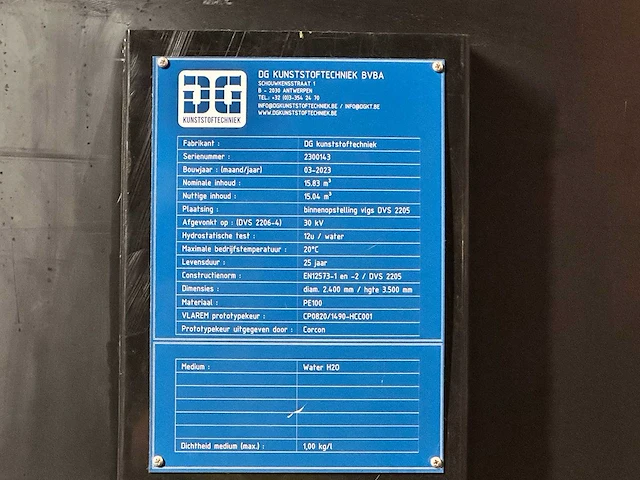 DG
KUNSTSTOFTECHNIEK
DG KUNSTSTOFTECHNIEK BVBA
SCHOUWKENSSTRAAT 1
B - 2030 ANTWERPEN
TEL.: +32 (0)3-354 24 70
INFO@DGKUNSTSTOFTECHNIEK.BE / INFO@DGKT.BE
WWW.DGKUNSTSTOFTECHNIEK.BE
Fabrikant : DG kunststoftechniek
Serienummer : 2300143
Bouwjaar : (maand/jaar) 03-2023
Nominale inhoud : 15.83 m³
Nuttige inhoud : 15.04 m³
Plaatsing : binnenopstelling vlgs DVS 2205
Afgevonkt op : (DVS 2206-4) 30 kV
Hydrostatische test : 12u / water
Maximale bedrijfstemperatuur : 20°C
Levensduur : 25 jaar
Constructienorm : EN12573-1 en -2 / DVS 2205
Dimensies : diam. 2.400 mm / hgte 3.500 mm
Materiaal : PE100
VLAREM prototypekeur : CP0820/1490-HCC001
Prototypekeur uitgegeven door : Corcon
Medium : Water H2O
Dichtheid medium (max.) : 1,00 kg/l